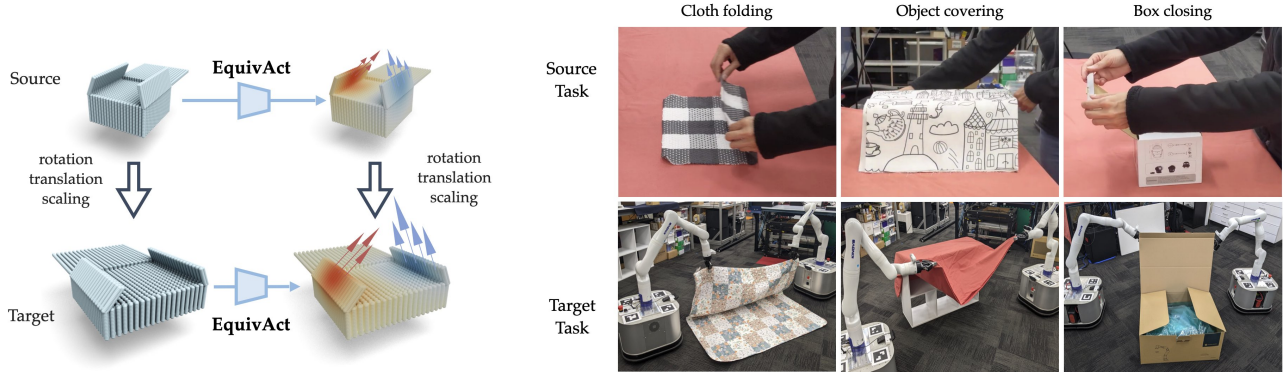 Source
EquivAct
rotation
translation
scaling
rotation
translation
scaling
Target
EquivAct
Cloth folding
Object covering
Box closing
Source
Task
Target
Task